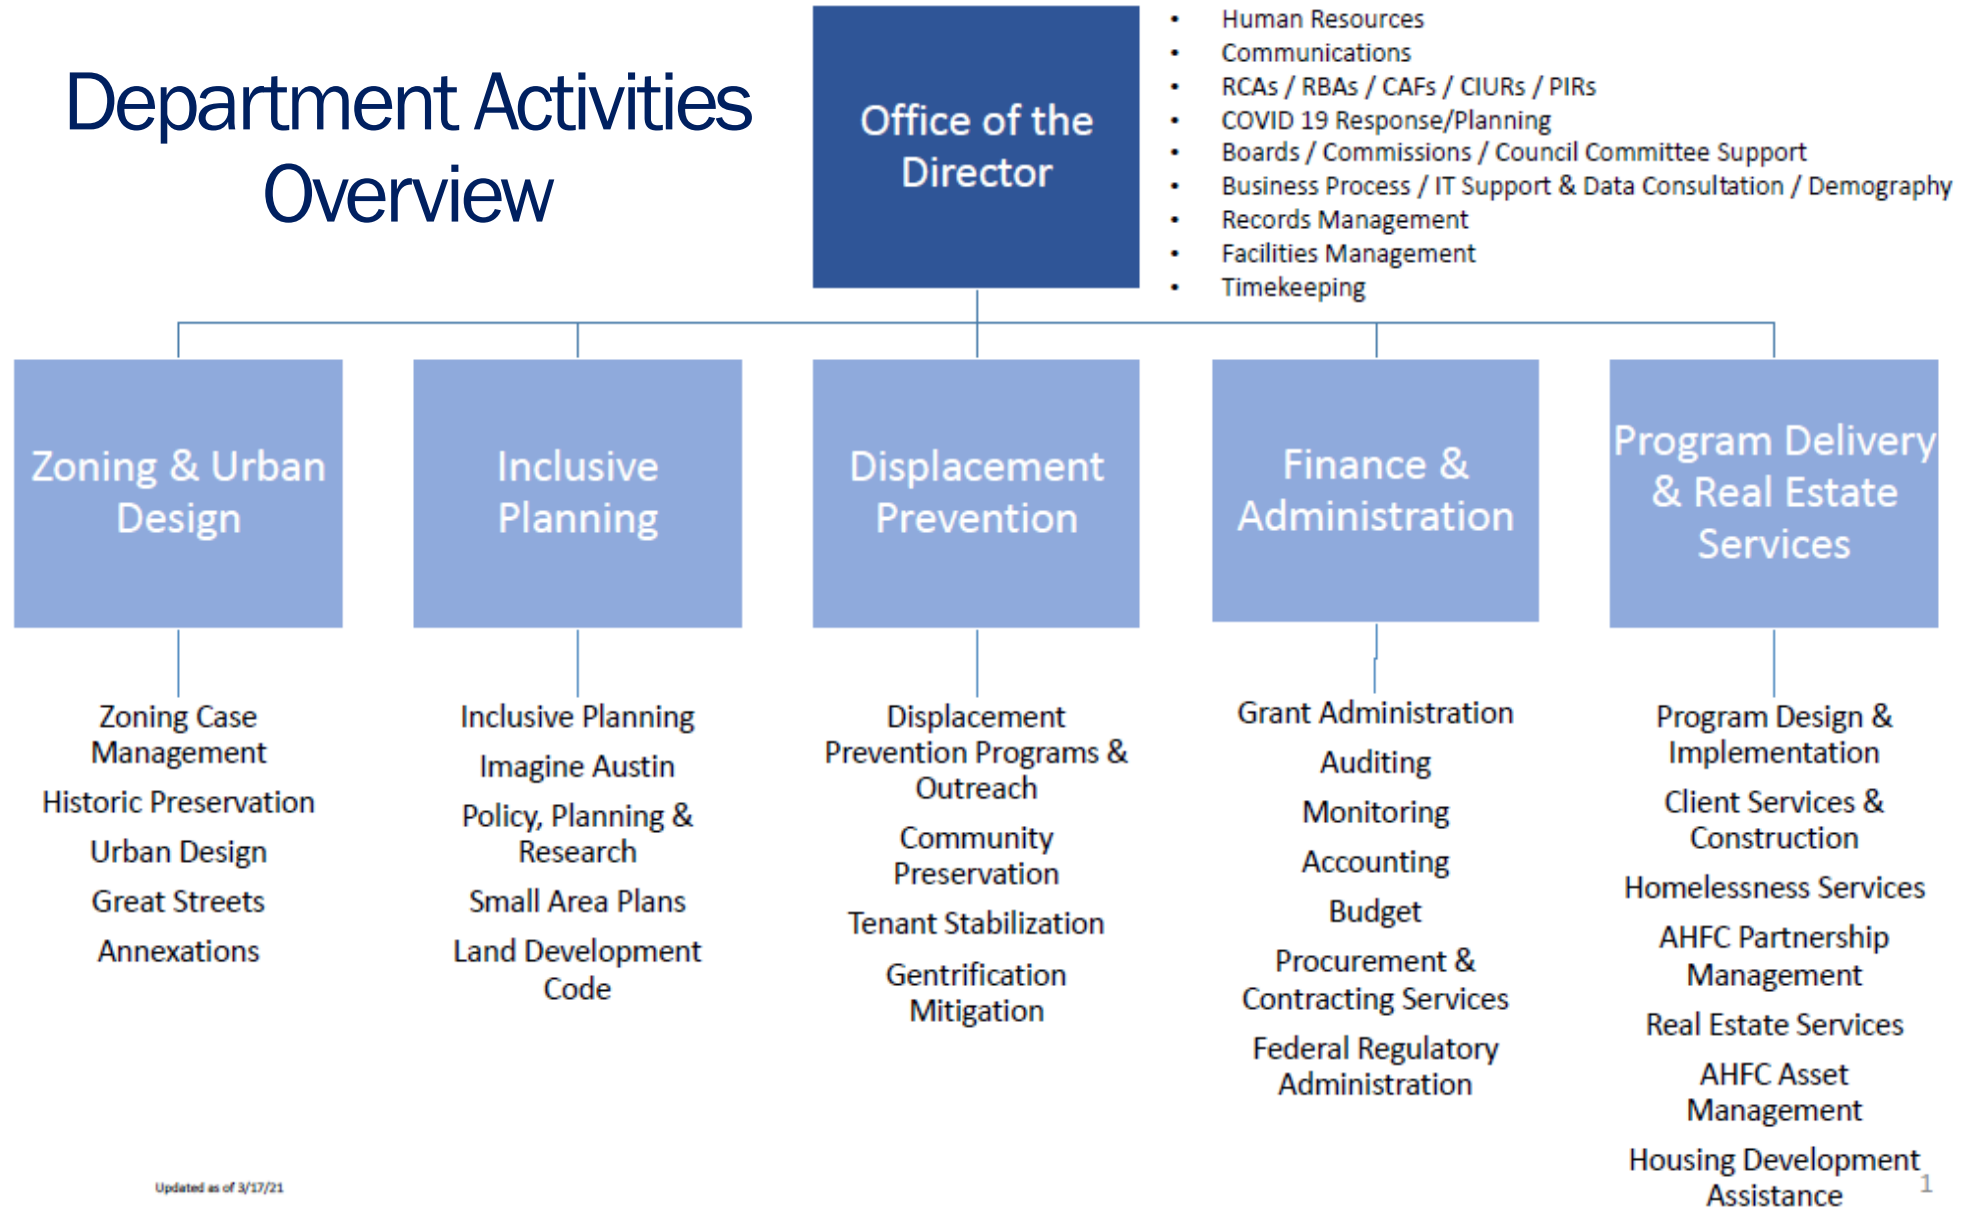 Department Activities
Overview
Office of the
Director
• Human Resources
• Communications
• RCAs / RBAs / CAFs / CIURs / PIRs
• COVID 19 Response/Planning
• Boards / Commissions / Council Committee Support
• Business Process / IT Support & Data Consultation / Demography
• Records Management
• Facilities Management
• Timekeeping
Zoning & Urban
Design
Zoning Case
Management
Historic Preservation
Urban Design
Great Streets
Annexations
Inclusive
Planning
Inclusive Planning
Imagine Austin
Policy, Planning &
Research
Small Area Plans
Land Development
Code
Displacement
Prevention
Displacement
Prevention Programs &
Outreach
Community
Preservation
Tenant Stabilization
Gentrification
Mitigation
Finance &
Administration
Grant Administration
Auditing
Monitoring
Accounting
Budget
Procurement &
Contracting Services
Federal Regulatory
Administration
Program Delivery
& Real Estate
Services
Program Design &
Implementation
Client Services &
Construction
Homelessness Services
AHFC Partnership
Management
Real Estate Services
AHFC Asset
Management
Housing Development
Assistance
Updated as of 3/17/21
1